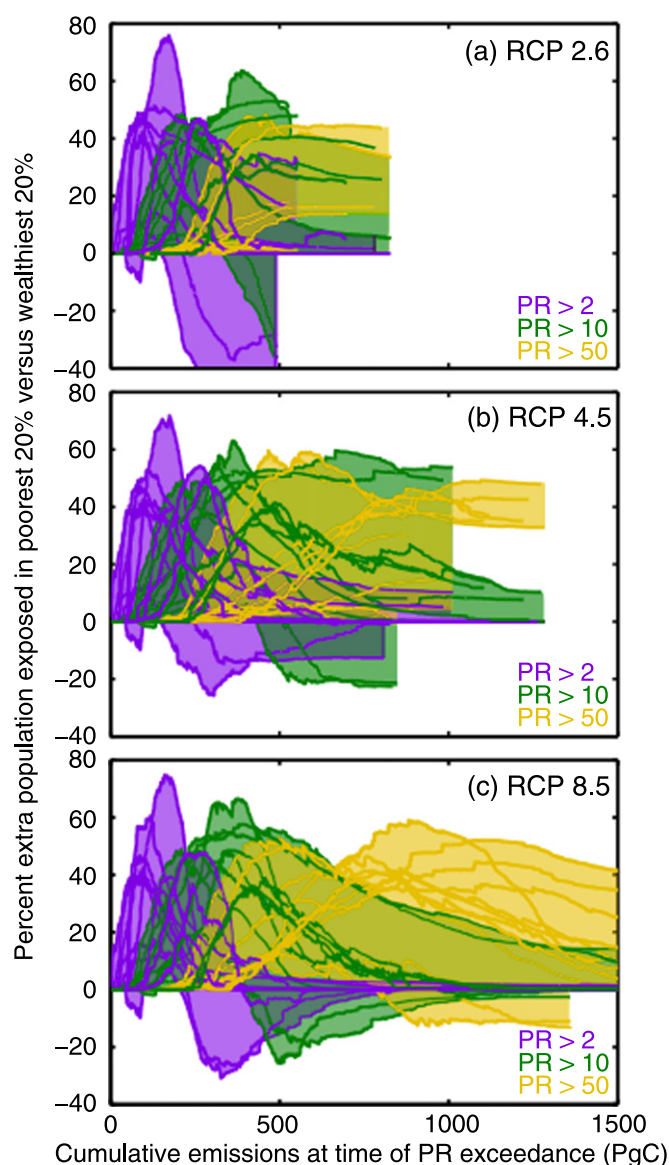 Percent extra population exposed in poorest 20% versus wealthiest 20%
80
(a) RCP 2.6
60
40
20
0
−20
PR > 2
PR > 10
PR > 50
−40
(b) RCP 4.5
60
40
20
0
−20
PR > 2
PR > 10
PR > 50
−40
80
(c) RCP 8.5
60
40
20
0
−20
PR > 2
PR > 10
PR > 50
−40
0 500 1000 1500
Cumulative emissions at time of PR exceedance (PgC)